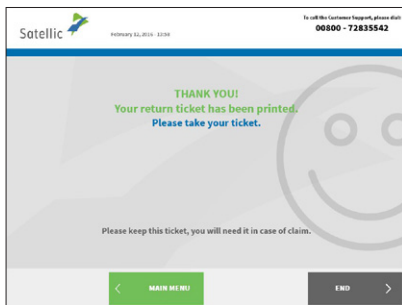 Satellic
February 12, 2016 - 13:50
To call the Customer Support, please dial:
00800 - 72835542
THANK YOU!
Your return ticket has been printed.
Please take your ticket.
Please keep this ticket, you will need it in case of claim.
MAIN MENU
END